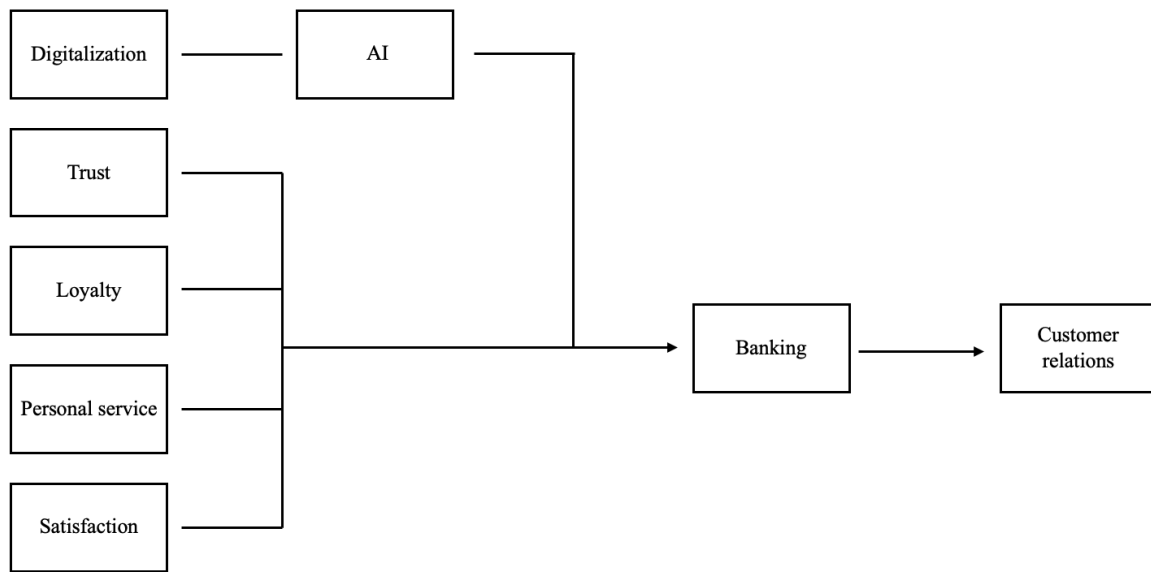 Digitalization
AI
Trust
Loyalty
Personal service
Satisfaction
Banking
Customer
relations